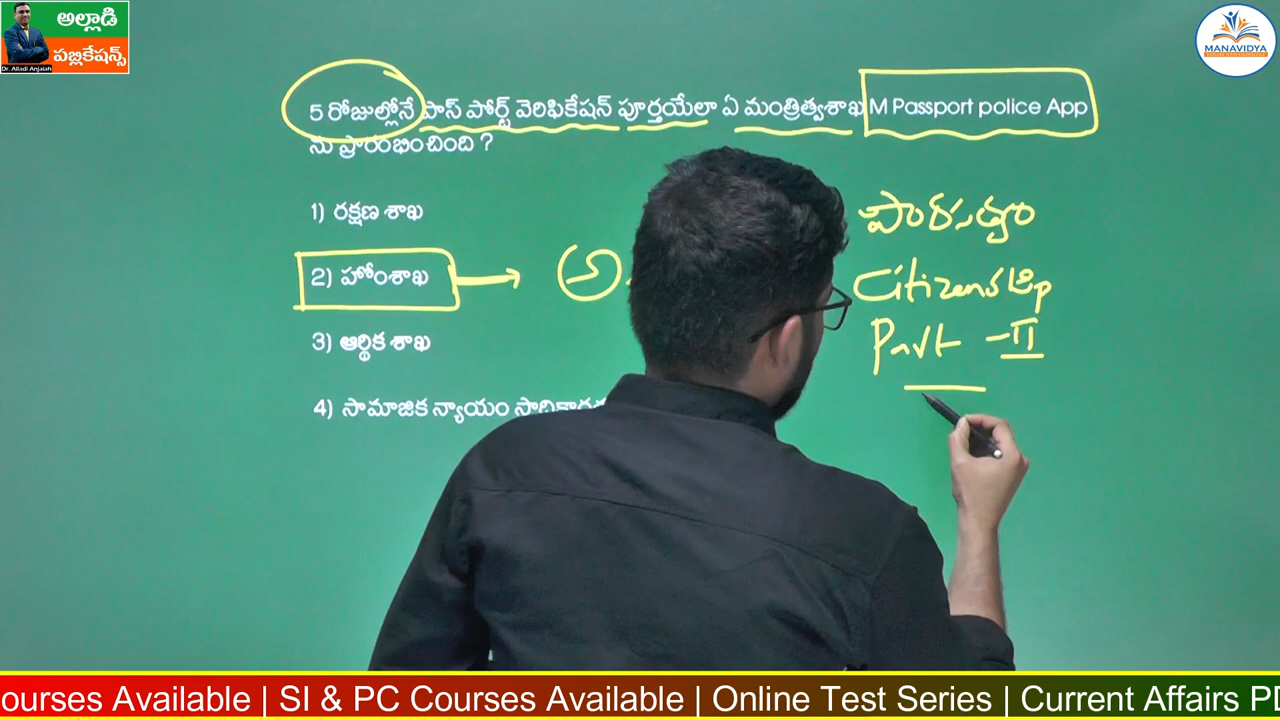 అల్లాడి
పబ్లికేషన్స్
Dr. Alladi Anjaiah
MANAVIDYA
5 రోజుల్లోనే పాస్ పోర్ట్ వెరిఫికేషన్ పూర్తయేలా ఏ మంత్రిత్వశాఖ M Passport police App
ను ప్రారంభించింది ?
1) రక్షణ శాఖ
2) హోంశాఖ
3) ఆర్థిక శాఖ
4) సామాజిక న్యాయం
పౌరసత్వం
Citizenship
Part - II
ourses Available | SI & PC Courses Available | Online Test Series | Current Affairs PD